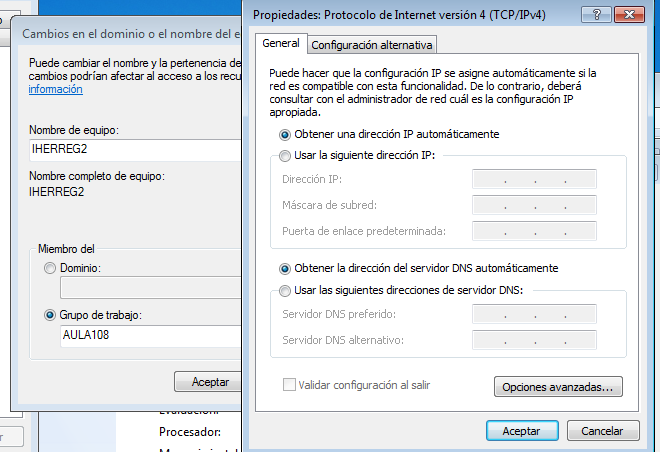 Cambios en el dominio o el nombre del e
Puede cambiar el nombre y la pertenencia de
cambios podrían afectar al acceso a los recu
información
Nombre de equipo:
IHERREG2
Nombre completo de equipo:
IHERREG2
Miembro del
Dominio:
Grupo de trabajo:
AULA108
Aceptar
Procesador:
Propiedades: Protocolo de Internet versión 4 (TCP/IPv4)
General
Configuración alternativa
Puede hacer que la configuración IP se asigne automáticamente si la
red es compatible con esta funcionalidad. De lo contrario, deberá
consultar con el administrador de red cuál es la configuración IP
apropiada.
Obtener una dirección IP automáticamente
Usar la siguiente dirección IP:
Dirección IP:
Máscara de subred:
Puerta de enlace predeterminada:
Obtener la dirección del servidor DNS automáticamente
Usar las siguientes direcciones de servidor DNS:
Servidor DNS preferido:
Servidor DNS alternativo:
Validar configuración al salir
Opciones avanzadas...
Aceptar
Cancelar